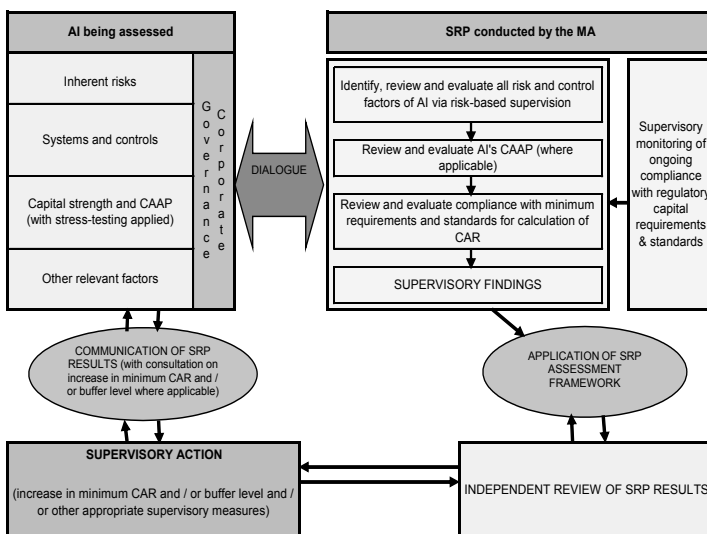 AI being assessed
SRP conducted by the MA
Inherent risks
Systems and controls
Capital strength and CAAP
(with stress-testing applied)
Other relevant factors
Corporate
Governance
DIALOGUE
Identify, review and evaluate all risk and control
factors of AI via risk-based supervision
Review and evaluate AI's CAAP (where
applicable)
Review and evaluate compliance with minimum
requirements and standards for calculation of
CAR
SUPERVISORY FINDINGS
Supervisory
monitoring of
ongoing
compliance
with regulatory
capital
requirements
& standards
COMMUNICATION OF SRP
RESULTS (with consultation on
increase in minimum CAR and /
or buffer level where applicable)
APPLICATION OF SRP
ASSESSMENT
FRAMEWORK
SUPERVISORY ACTION
(increase in minimum CAR and / or buffer level and /
or other appropriate supervisory measures)
INDEPENDENT REVIEW OF SRP RESULTS